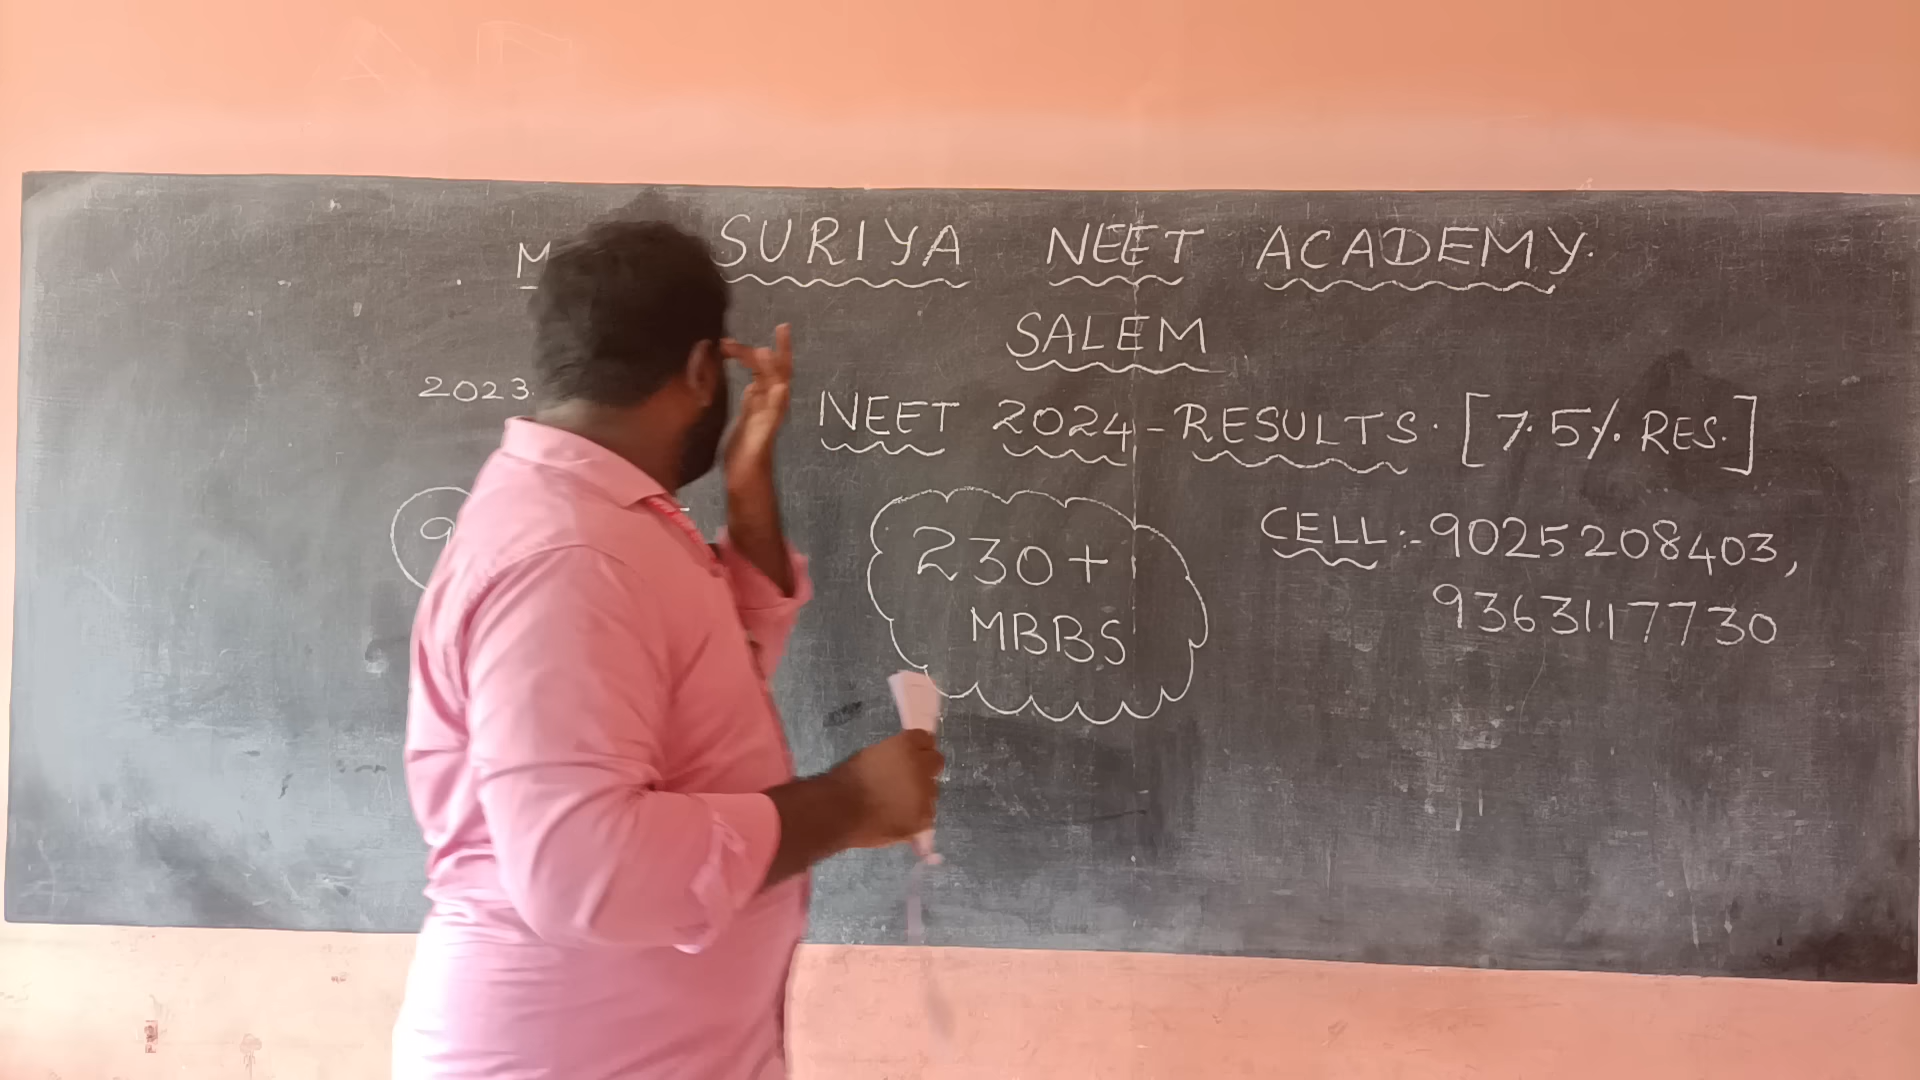 SURIYA NEET ACADEMY.
SALEM
2023
NEET 2024 - RESULTS. [7.5% RES.]
230+
MBBS
CELL:- 9025208403,
9363117730